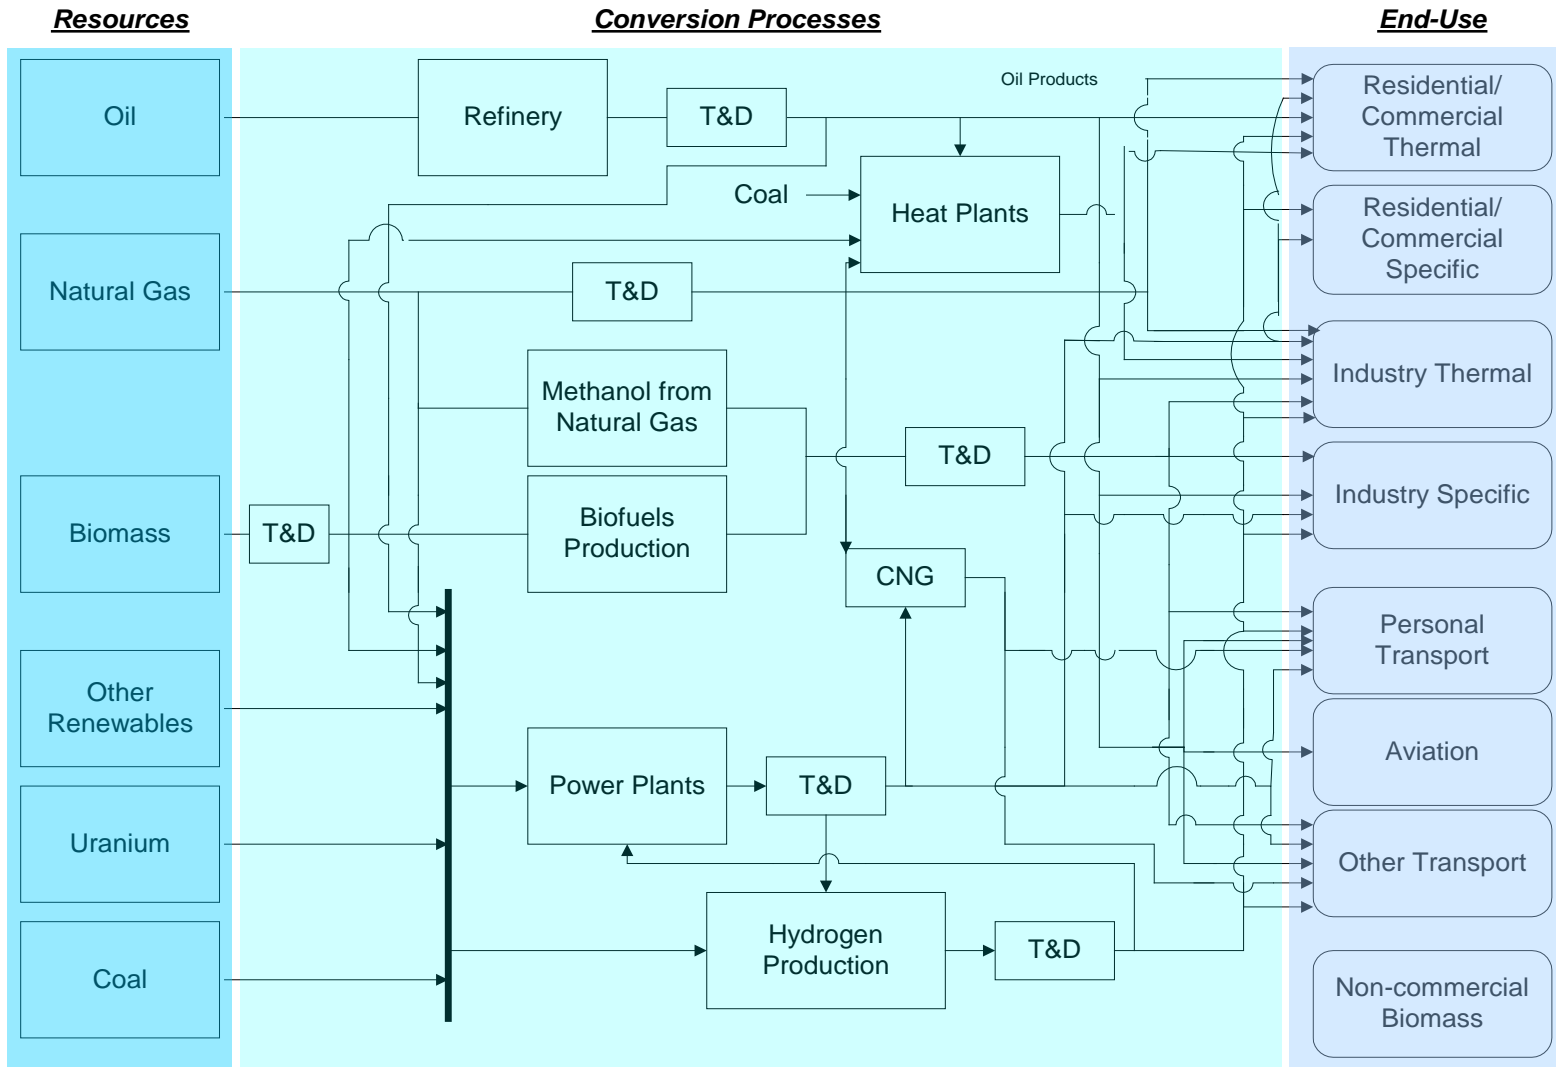 Resources
Conversion Processes
End-Use
Oil
Natural Gas
Biomass
Other
Renewables
Uranium
Coal
Refinery
T&D
Oil Products
Coal
Heat Plants
T&D
Methanol from
Natural Gas
T&D
T&D
Biofuels
Production
CNG
Power Plants
T&D
Hydrogen
Production
T&D
Residential/
Commercial
Thermal
Residential/
Commercial
Specific
Industry Thermal
Industry Specific
Personal
Transport
Aviation
Other Transport
Non-commercial
Biomass